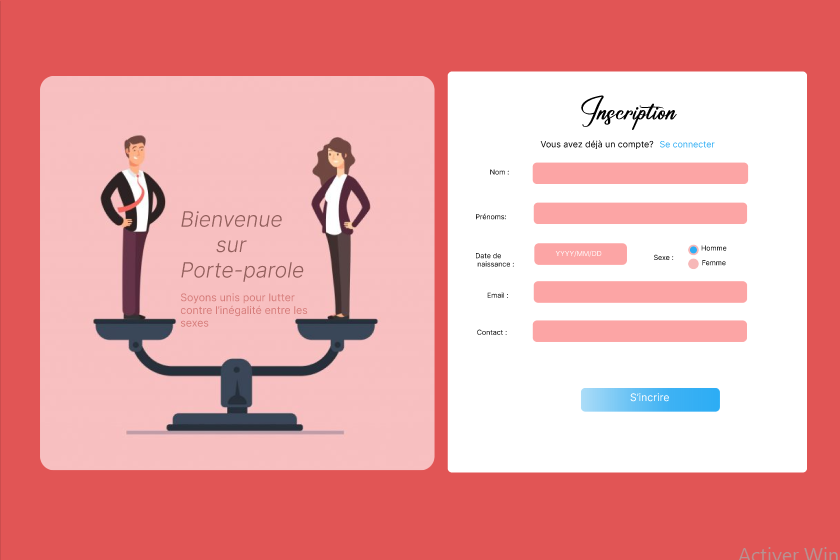 Bienvenue
sur
Porte-parole
Soyons unis pour lutter
contre l'inégalité entre les
sexes
Inscription
Vous avez déjà un compte? Se connecter
Nom :
Prénoms:
Date de
naissance :
YYYY/MM/DD
Sexe :
Homme
Femme
Email :
Contact :
S'incrire
Activer Win